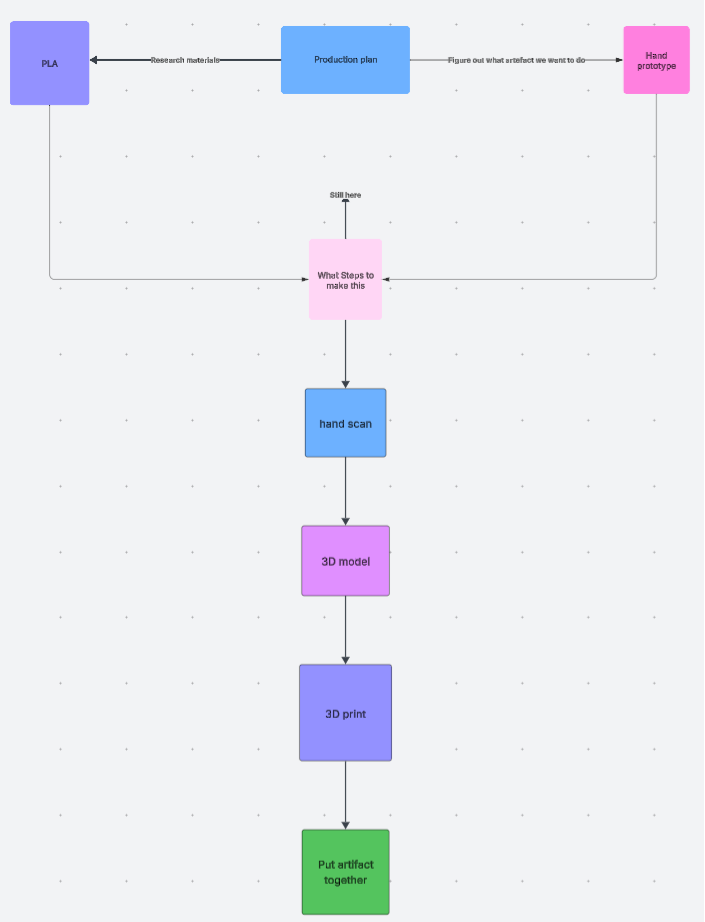 PLA
Research materials
Production plan
Figure out what artefact we want to do
Hand
prototype
Still here
What Steps to
make this
hand scan
3D model
3D print
Put artifact
together